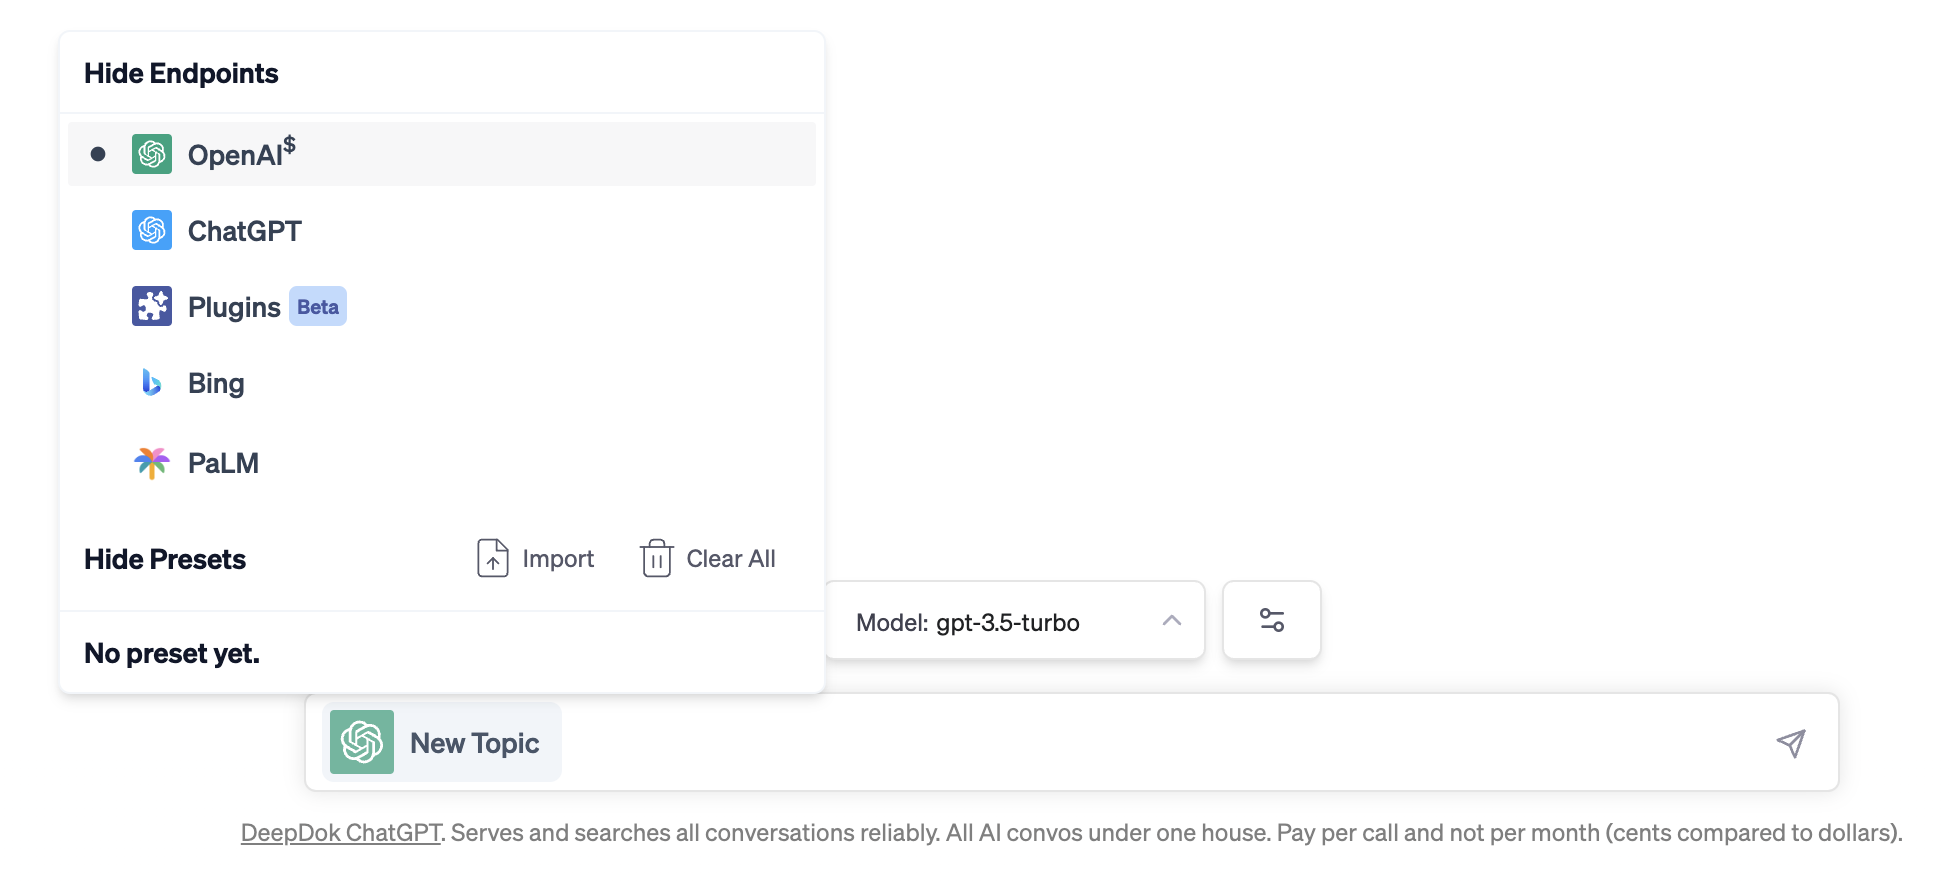 Hide Endpoints
OpenAI$
ChatGPT
Plugins Beta
Bing
PaLM
Hide Presets Import Clear All
No preset yet.
Model: gpt-3.5-turbo
New Topic
DeepDok ChatGPT. Serves and searches all conversations reliably. All AI convos under one house. Pay per call and not per month (cents compared to dollars).